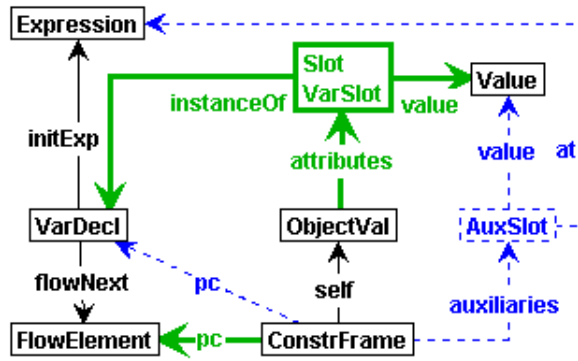 Expression
Slot
VarSlot
Value
instanceOf
value
initExp
attributes
value
at
VarDecl
ObjectVal
AuxSlot
flowNext
pc
self
auxiliaries
FlowElement
pc
ConstrFrame